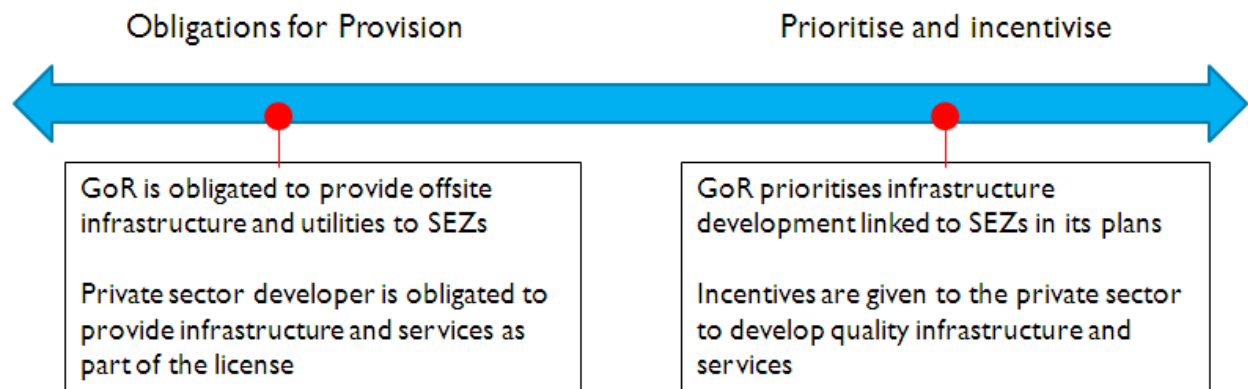 Obligations for Provision
Prioritise and incentivise
GoR is obligated to provide offsite
infrastructure and utilities to SEZs
Private sector developer is obligated to
provide infrastructure and services as
part of the license
GoR prioritises infrastructure
development linked to SEZs in its plans
Incentives are given to the private sector
to develop quality infrastructure and
services